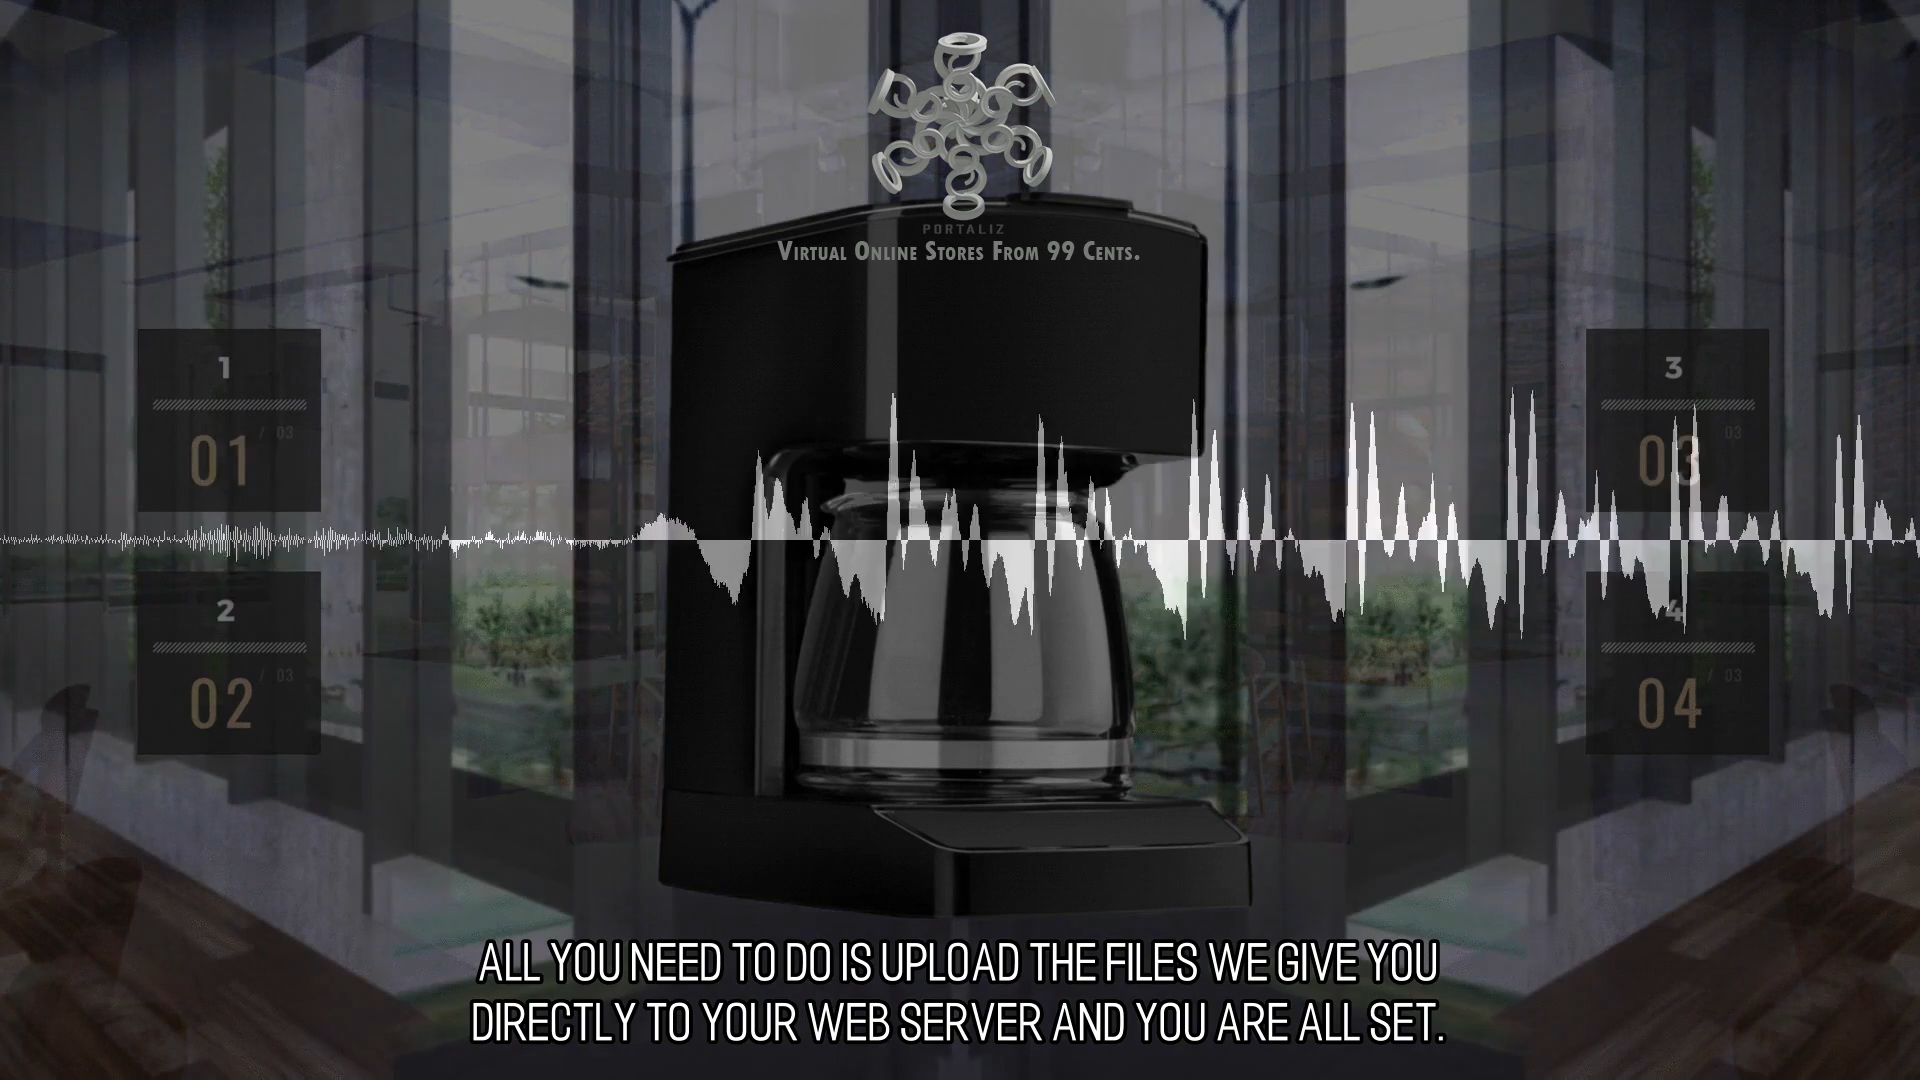 PORTALIZ
Virtual Online Stores From 99 Cents.
1
01 / 03
2
02 / 03
3
03 03
4
04 / 03
ALL YOU NEED TO DO IS UPLOAD THE FILES WE GIVE YOU
DIRECTLY TO YOUR WEB SERVER AND YOU ARE ALL SET.